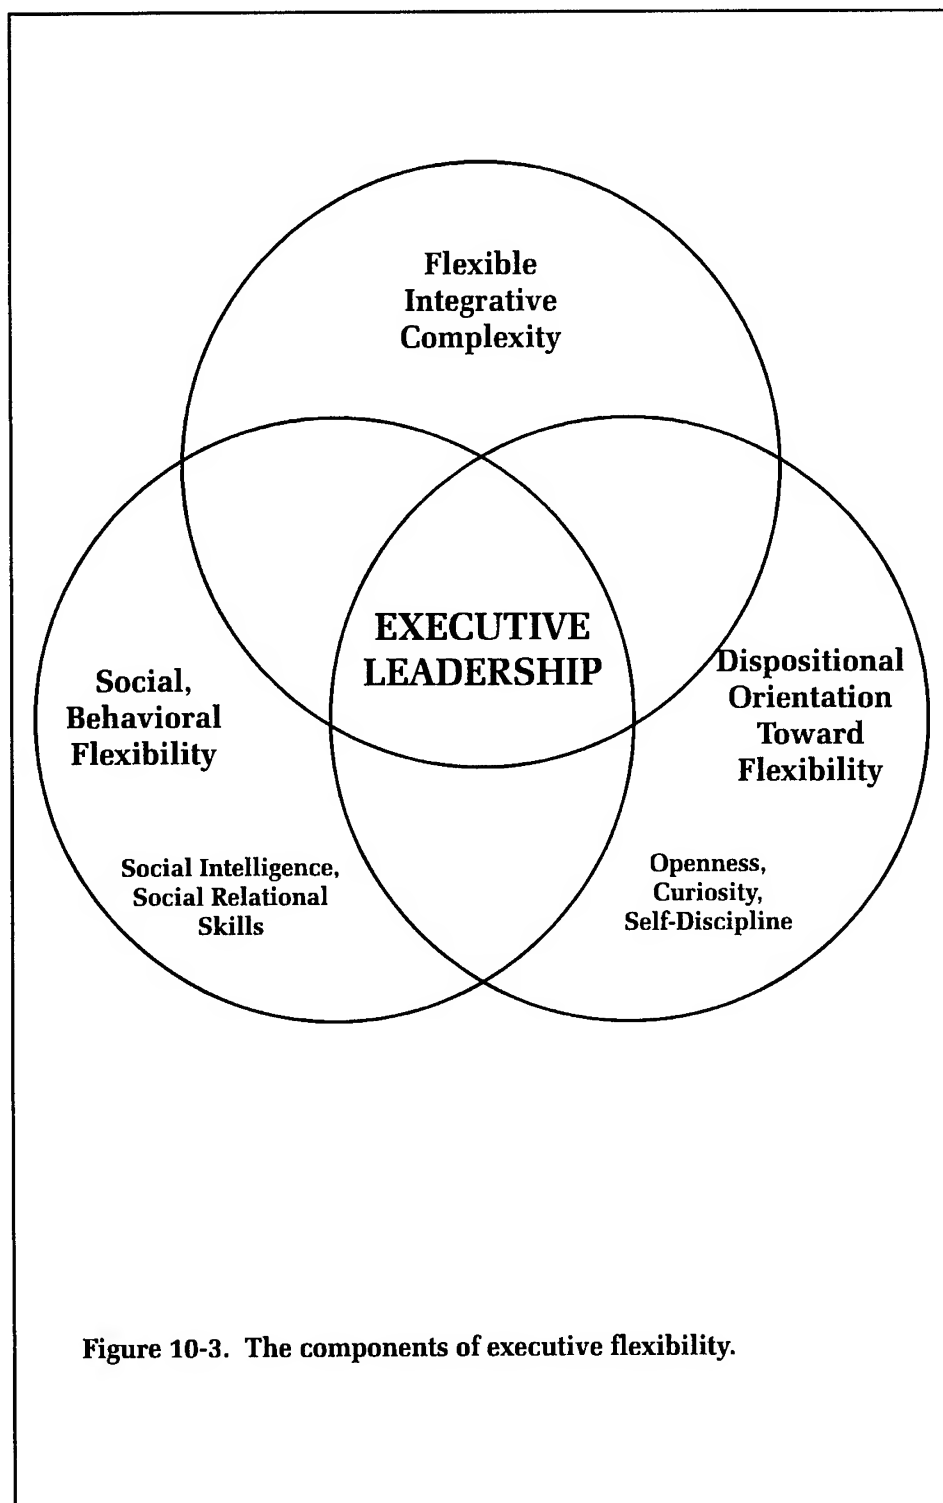 Flexible
Integrative
Complexity
EXECUTIVE
LEADERSHIP
Social,
Behavioral
Flexibility
Dispositional
Orientation
Toward
Flexibility
Social Intelligence,
Social Relational
Skills
Openness,
Curiosity,
Self-Discipline
Figure 10-3. The components of executive flexibility.